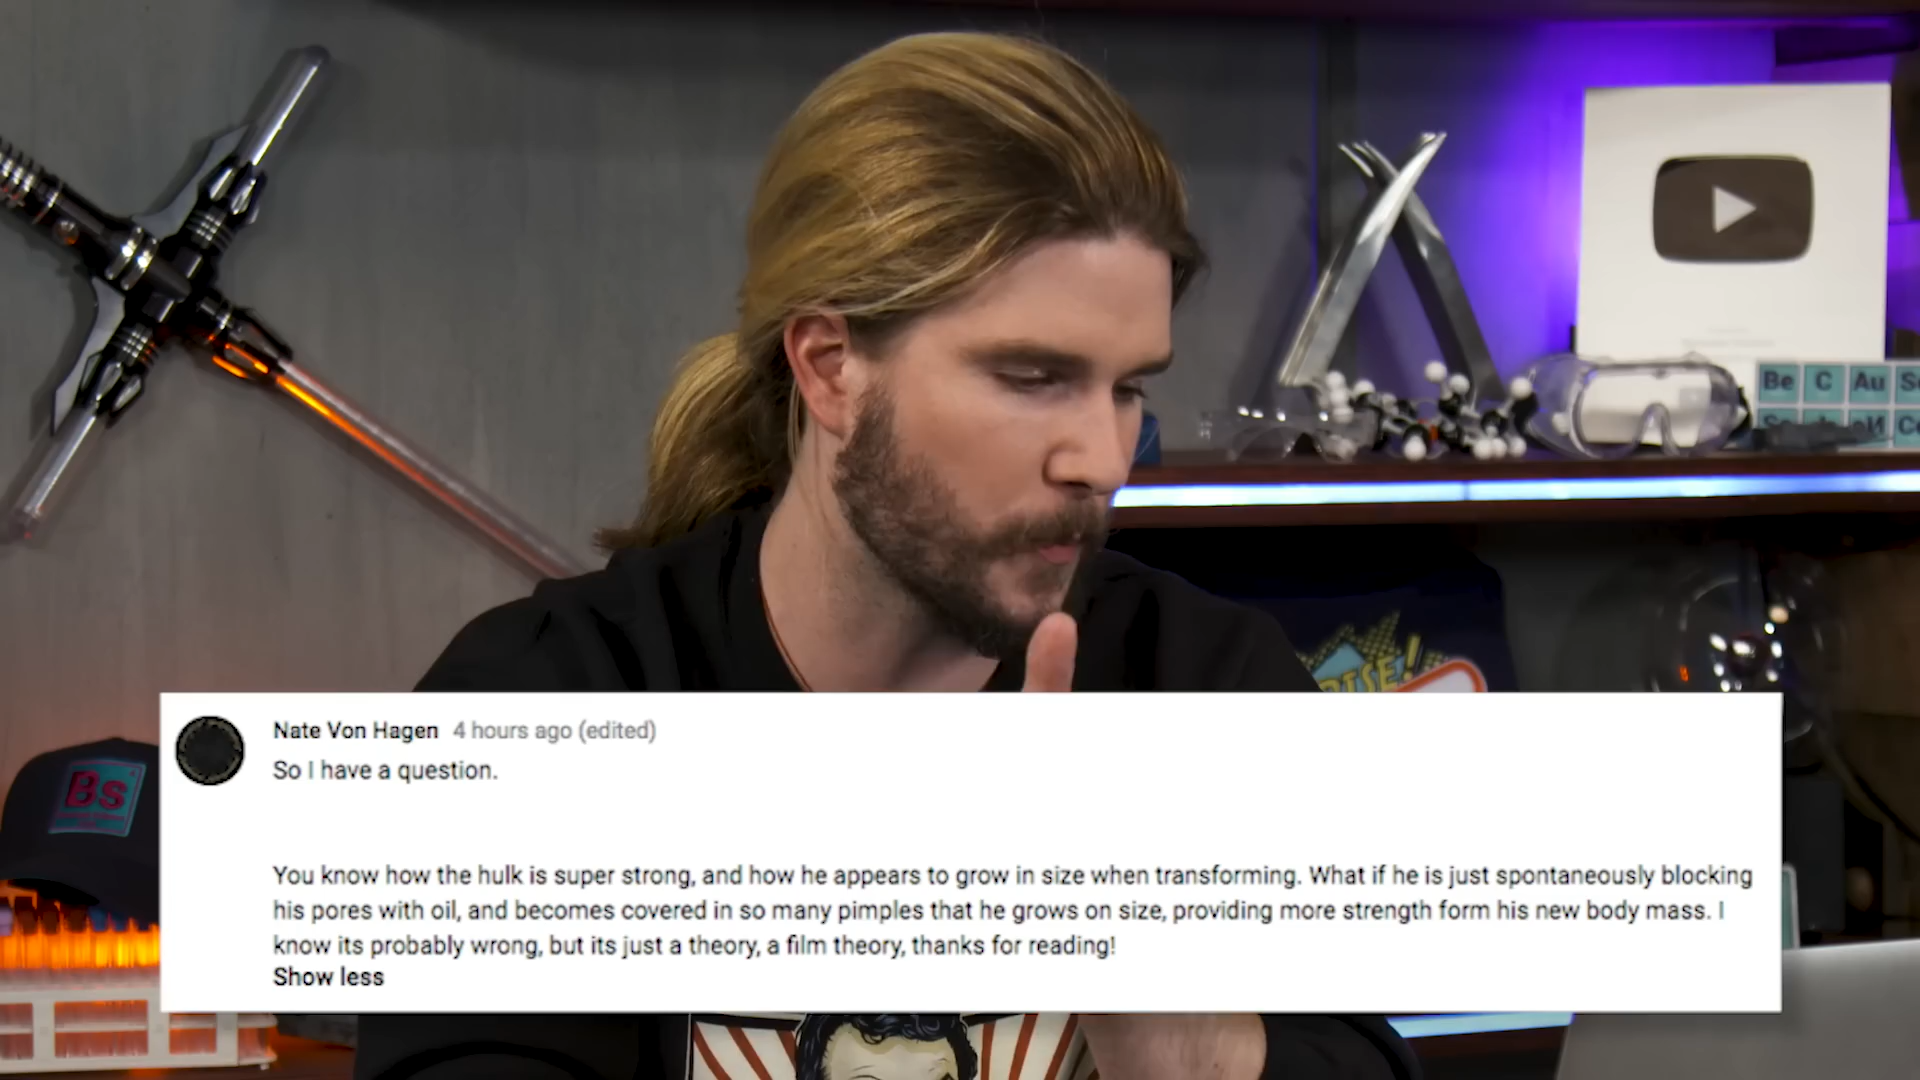 Be C Au
RISE!
Bs
Nate Von Hagen 4 hours ago (edited)
So I have a question.
You know how the hulk is super strong, and how he appears to grow in size when transforming. What if he is just spontaneously blocking
his pores with oil, and becomes covered in so many pimples that he grows on size, providing more strength form his new body mass. I
know its probably wrong, but its just a theory, a film theory, thanks for reading!
Show less